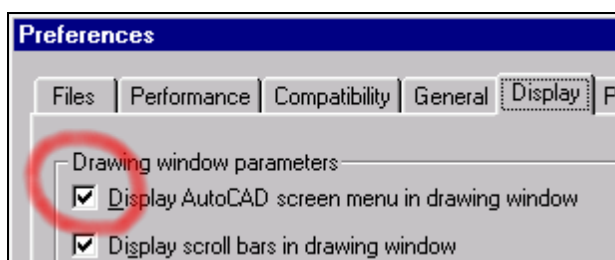 Preferences
Files Performance Compatibility General Display
Drawing window parameters
Display AutoCAD screen menu in drawing window
Display scroll bars in drawing window